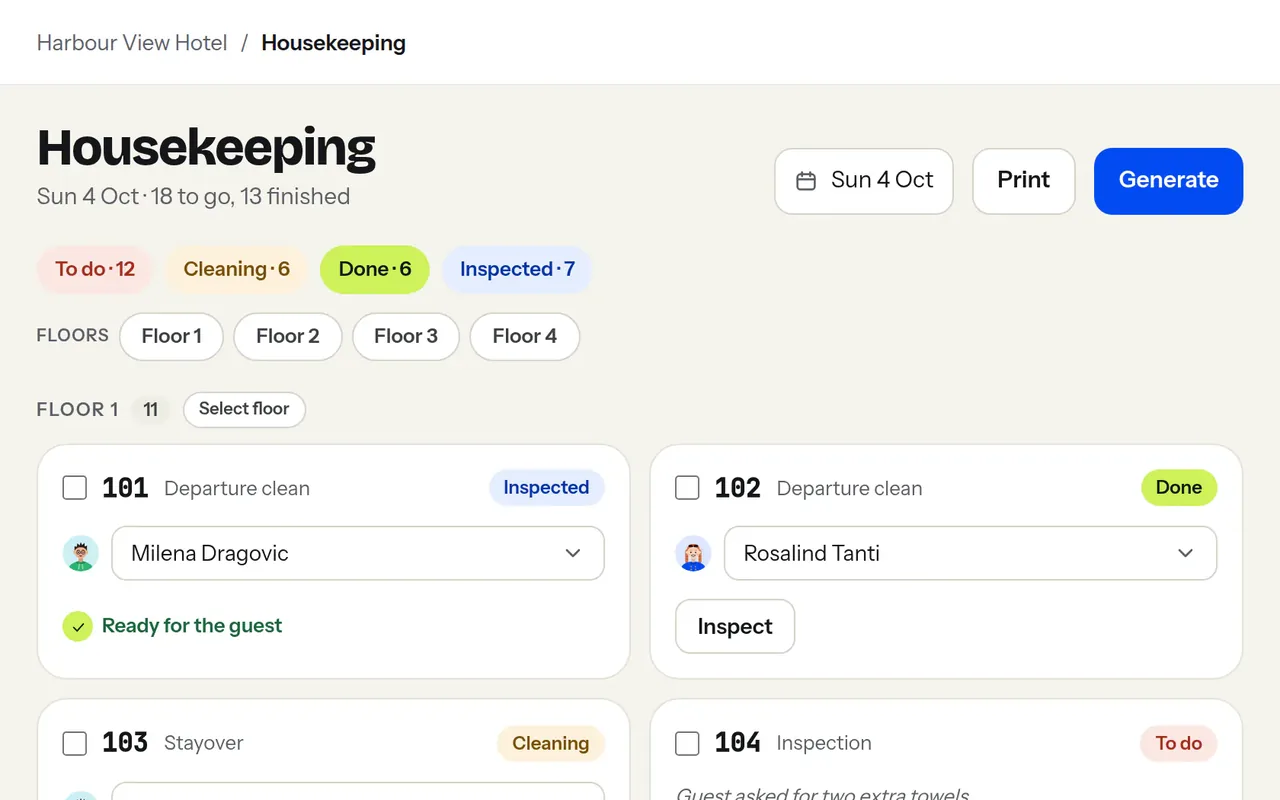 Harbour View Hotel / Housekeeping
Housekeeping
Sun 4 Oct · 18 to go, 13 finished
Sun 4 Oct
Print
Generate
To do · 12
Cleaning · 6
Done · 6
Inspected · 7
FLOORS
Floor 1
Floor 2
Floor 3
Floor 4
FLOOR 1 11
Select floor
101 Departure clean
Inspected
Milena Dragovic
Ready for the guest
102 Departure clean
Done
Rosalind Tanti
Inspect
103 Stayover
Cleaning
104 Inspection
To do
Guest asked for two extra towels